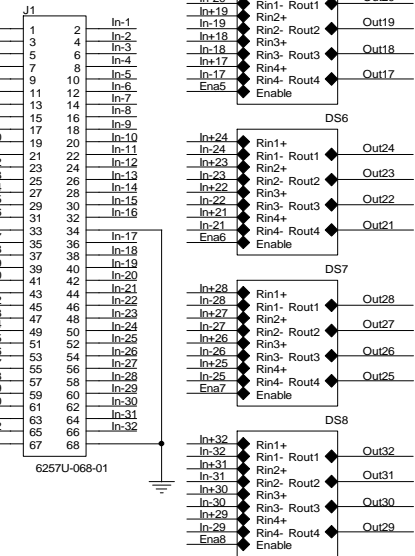 J1
1 2 In-1
3 4 In-2
5 6 In-3
7 8 In-4
9 10 In-5
11 12 In-6
13 14 In-7
15 16 In-8
17 18 In-9
19 20 In-10
21 22 In-11
23 24 In-12
25 26 In-13
27 28 In-14
29 30 In-15
31 32 In-16
33 34
35 36 In-17
37 38 In-18
39 40 In-19
41 42 In-20
43 44 In-21
45 46 In-22
47 48 In-23
49 50 In-24
51 52 In-25
53 54 In-26
55 56 In-27
57 58 In-28
59 60 In-29
61 62 In-30
63 64 In-31
65 66 In-32
67 68
6257U-068-01
In+19 Rin1- Rout1
In-19 Rin2+
In+18 Rin2- Rout2 Out19
In-18 Rin3+
In+17 Rin3- Rout3 Out18
In-17 Rin4+
Ena5 Rin4- Rout4 Out17
Enable
DS6
In+24 Rin1+
In-24 Rin1- Rout1 Out24
In+23 Rin2+
In-23 Rin2- Rout2 Out23
In+22 Rin3+
In-22 Rin3- Rout3 Out22
In+21 Rin4+
In-21 Rin4- Rout4 Out21
Ena6 Enable
DS7
In+28 Rin1+
In-28 Rin1- Rout1 Out28
In+27 Rin2+
In-27 Rin2- Rout2 Out27
In+26 Rin3+
In-26 Rin3- Rout3 Out26
In+25 Rin4+
In-25 Rin4- Rout4 Out25
Ena7 Enable
DS8
In+32 Rin1+
In-32 Rin1- Rout1 Out32
In+31 Rin2+
In-31 Rin2- Rout2 Out31
In+30 Rin3+
In-30 Rin3- Rout3 Out30
In+29 Rin4+
In-29 Rin4- Rout4 Out29
Ena8 Enable